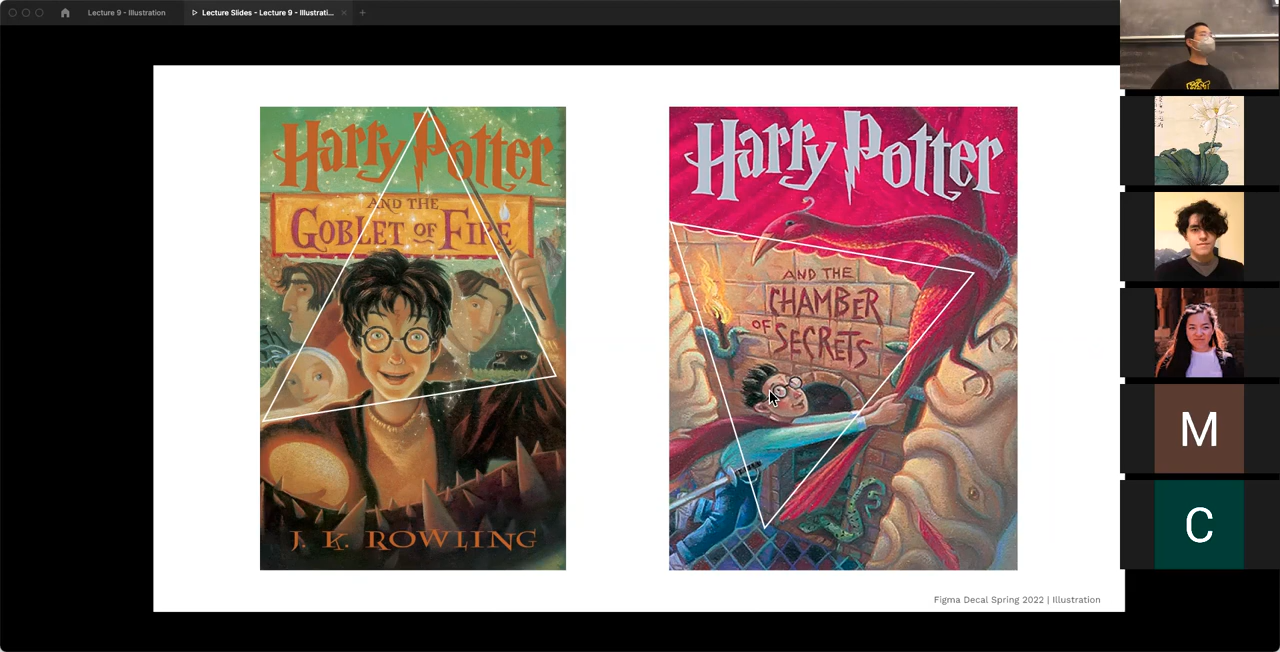 Lecture 9 - Illustration
Lecture Slides - Lecture 9 - Illustrati...
Harry Potter
AND THE
GOBLET OF FIRE
J. K. ROWLING
Harry Potter
AND THE
CHAMBER
OF SECRETS
Figma Decal Spring 2022 | Illustration
M
C